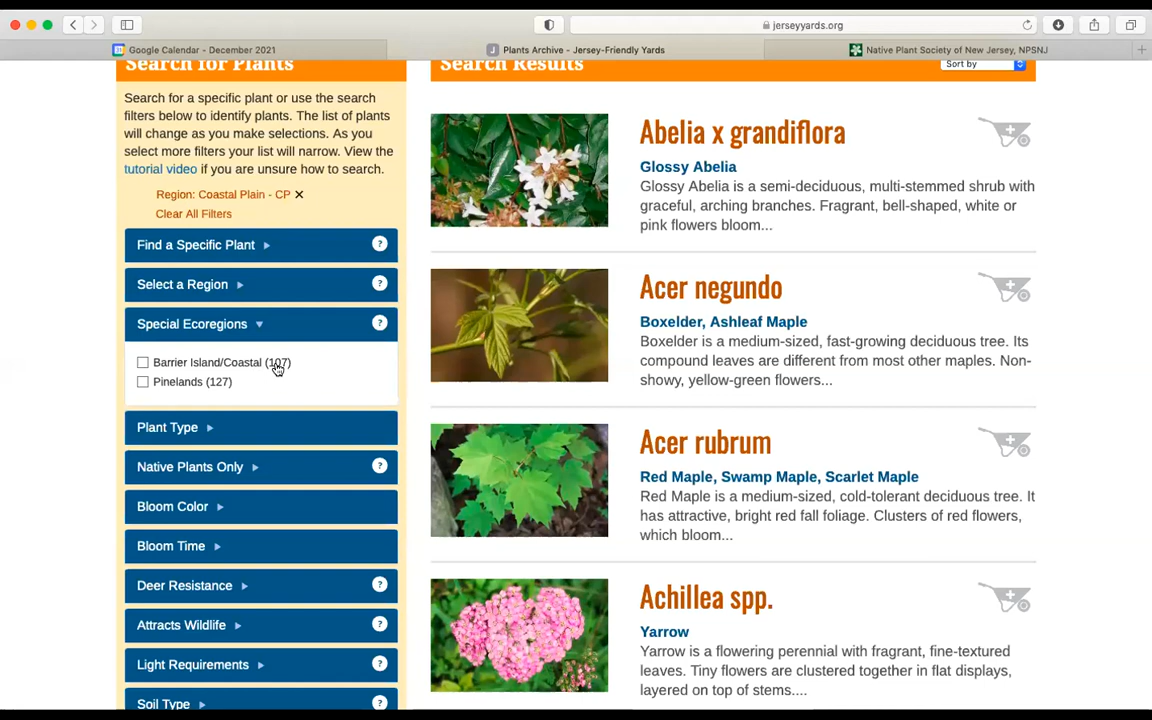 jerseyyards.org
Google Calendar - December 2021
Plants Archive - Jersey-Friendly Yards
Native Plant Society of New Jersey, NPSNJ
Search for Plants
Search for a specific plant or use the search
filters below to identify plants. The list of plants
will change as you make selections. As you
select more filters your list will narrow. View the
tutorial video if you are unsure how to search.
Region: Coastal Plain - CP ✕
Clear All Filters
Find a Specific Plant ▸ ?
Select a Region ▸ ?
Special Ecoregions ▾ ?
Barrier Island/Coastal (107)
Pinelands (127)
Plant Type ▸
Native Plants Only ▸ ?
Bloom Color ▸
Bloom Time ▸
Deer Resistance ▸ ?
Attracts Wildlife ▸ ?
Light Requirements ▸ ?
Soil Type ▸ ?
Search Results
Sort by
Abelia x grandiflora
Glossy Abelia
Glossy Abelia is a semi-deciduous, multi-stemmed shrub with
graceful, arching branches. Fragrant, bell-shaped, white or
pink flowers bloom...
Acer negundo
Boxelder, Ashleaf Maple
Boxelder is a medium-sized, fast-growing deciduous tree. Its
compound leaves are different from most other maples. Non-
showy, yellow-green flowers...
Acer rubrum
Red Maple, Swamp Maple, Scarlet Maple
Red Maple is a medium-sized, cold-tolerant deciduous tree. It
has attractive, bright red fall foliage. Clusters of red flowers,
which bloom...
Achillea spp.
Yarrow
Yarrow is a flowering perennial with fragrant, fine-textured
leaves. Tiny flowers are clustered together in flat displays,
layered on top of stems....